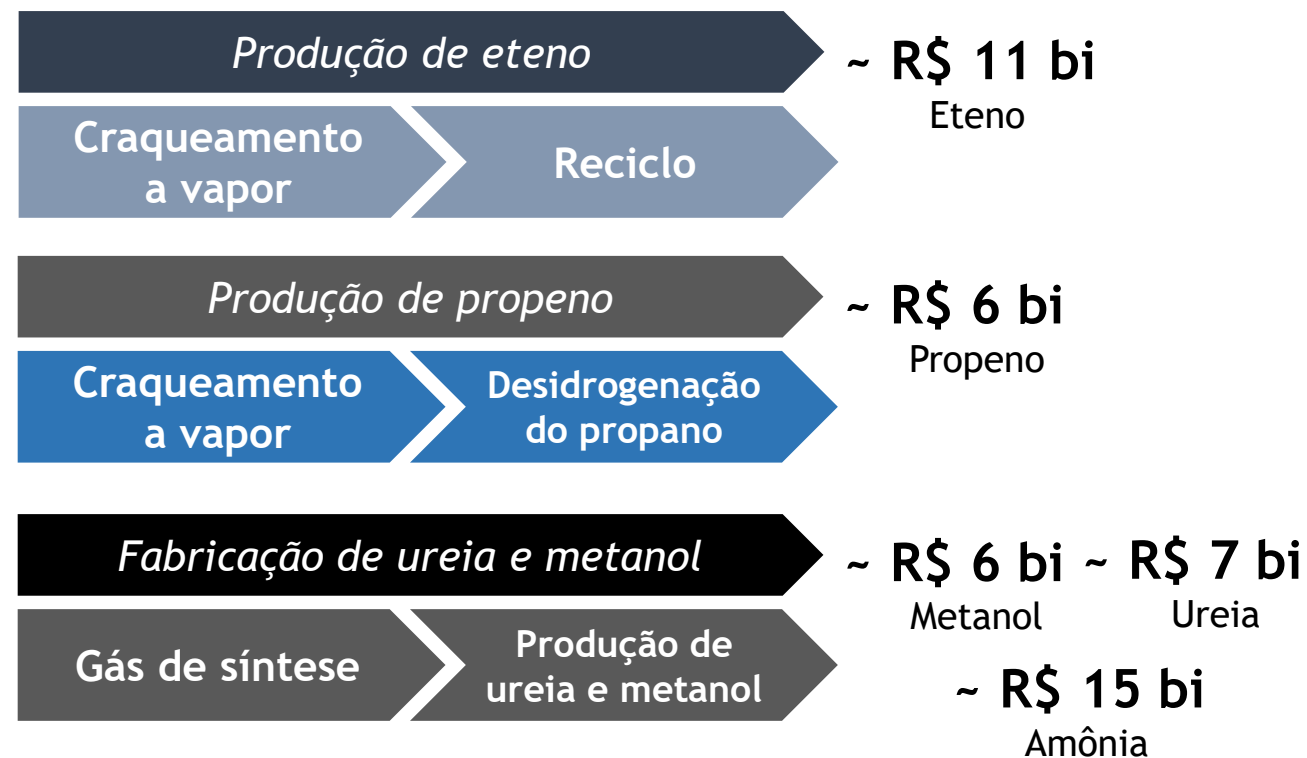 Produção de eteno
~ R$ 11 bi
Eteno
Craqueamento
a vapor
Reciclo
Produção de propeno
~ R$ 6 bi
Propeno
Craqueamento
a vapor
Desidrogenação
do propano
Fabricação de ureia e metanol
~ R$ 6 bi
Metanol
~ R$ 7 bi
Ureia
Gás de síntese
Produção de
ureia e metanol
~ R$ 15 bi
Amônia